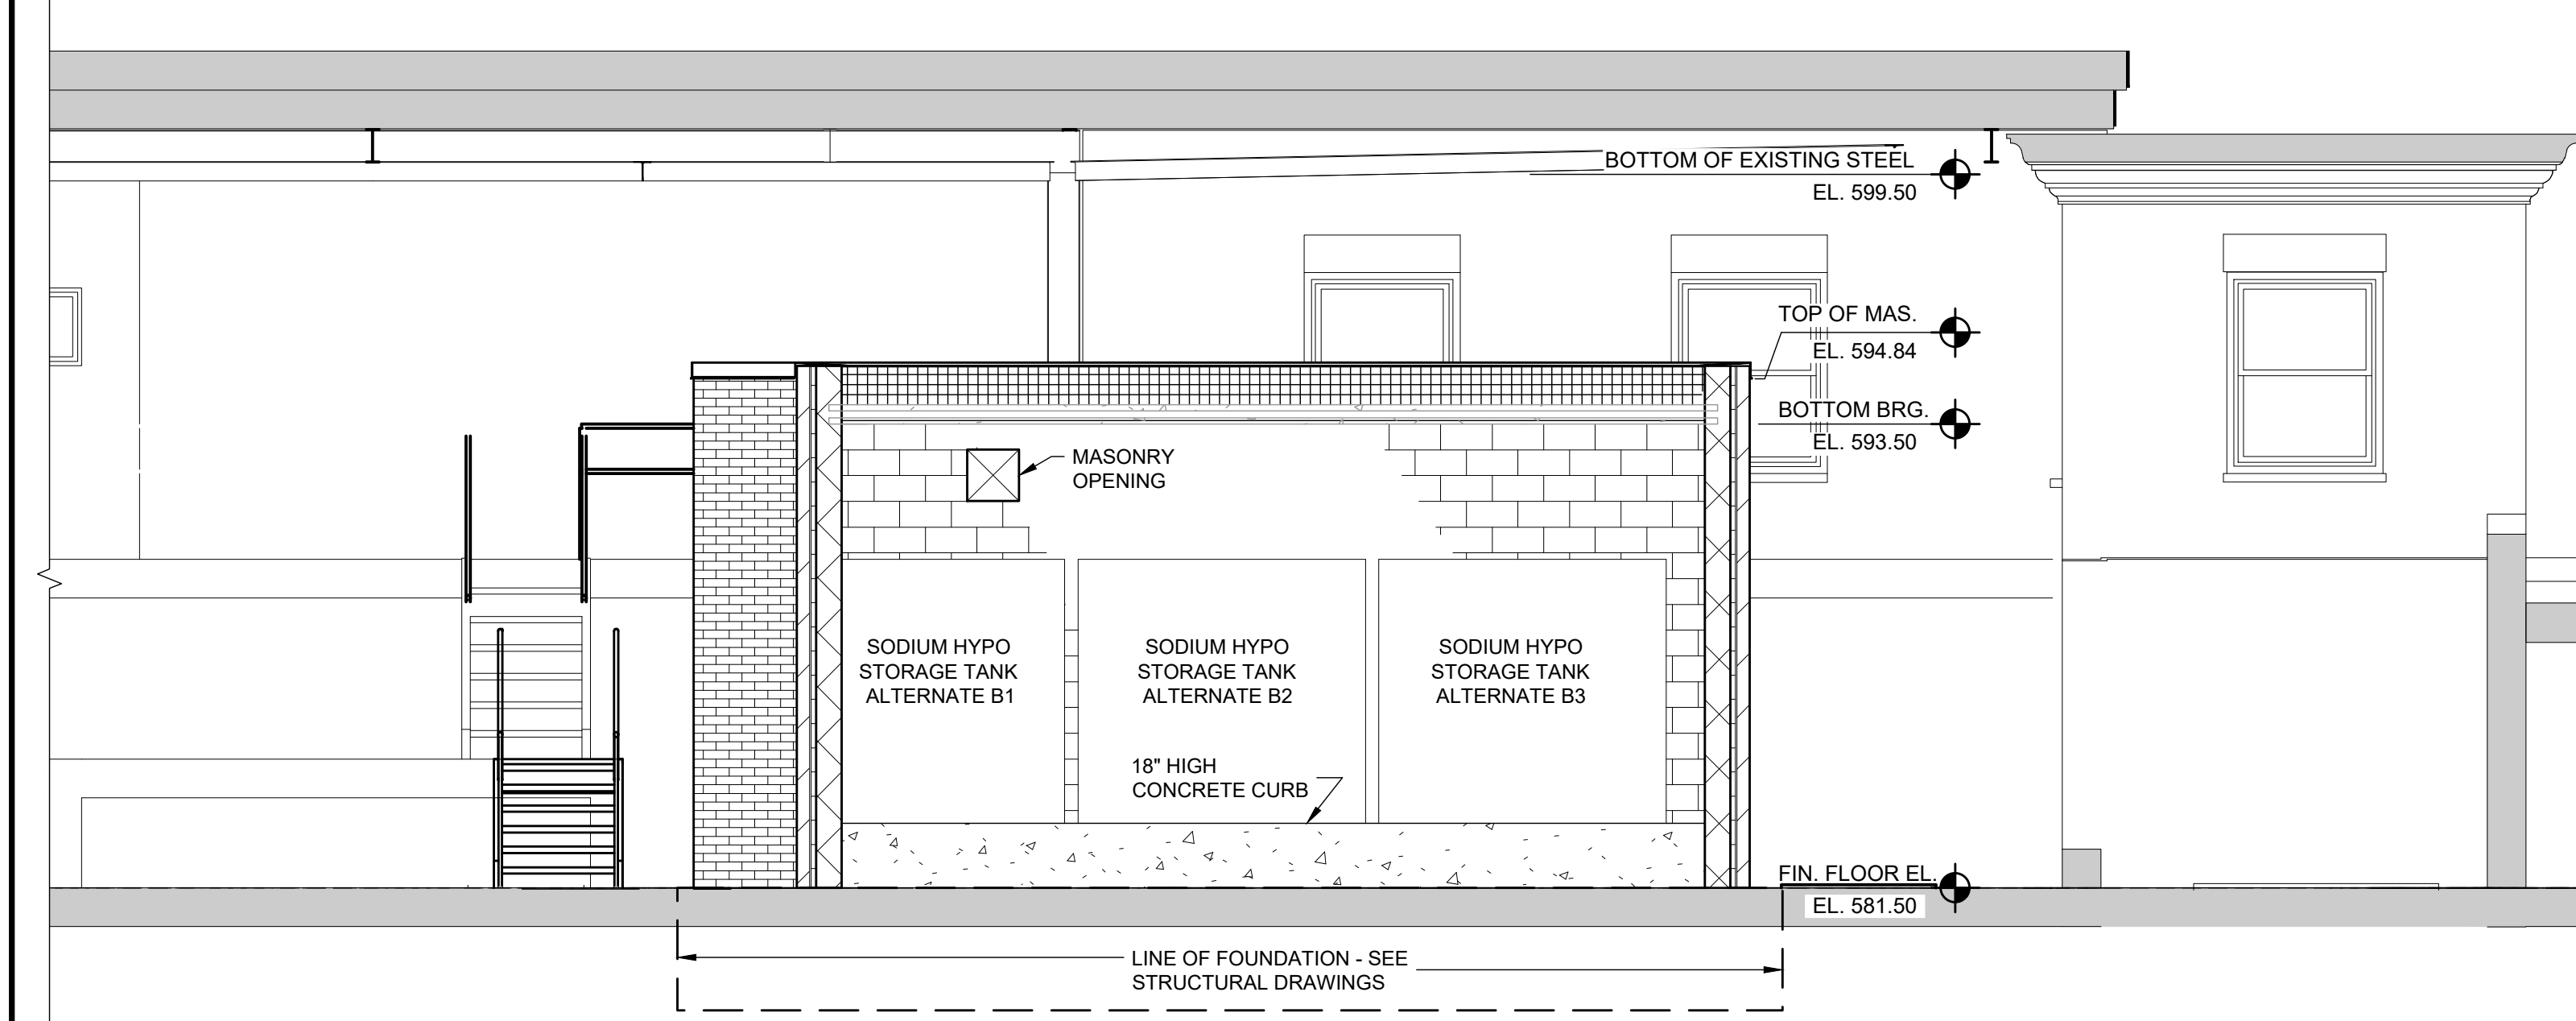 BOTTOM OF EXISTING STEEL
EL. 599.50
TOP OF MAS.
EL. 594.84
BOTTOM BRG.
EL. 593.50
MASONRY
OPENING
SODIUM HYPO
STORAGE TANK
ALTERNATE B1
SODIUM HYPO
STORAGE TANK
ALTERNATE B2
SODIUM HYPO
STORAGE TANK
ALTERNATE B3
18" HIGH
CONCRETE CURB
FIN. FLOOR EL.
EL. 581.50
LINE OF FOUNDATION - SEE
STRUCTURAL DRAWINGS